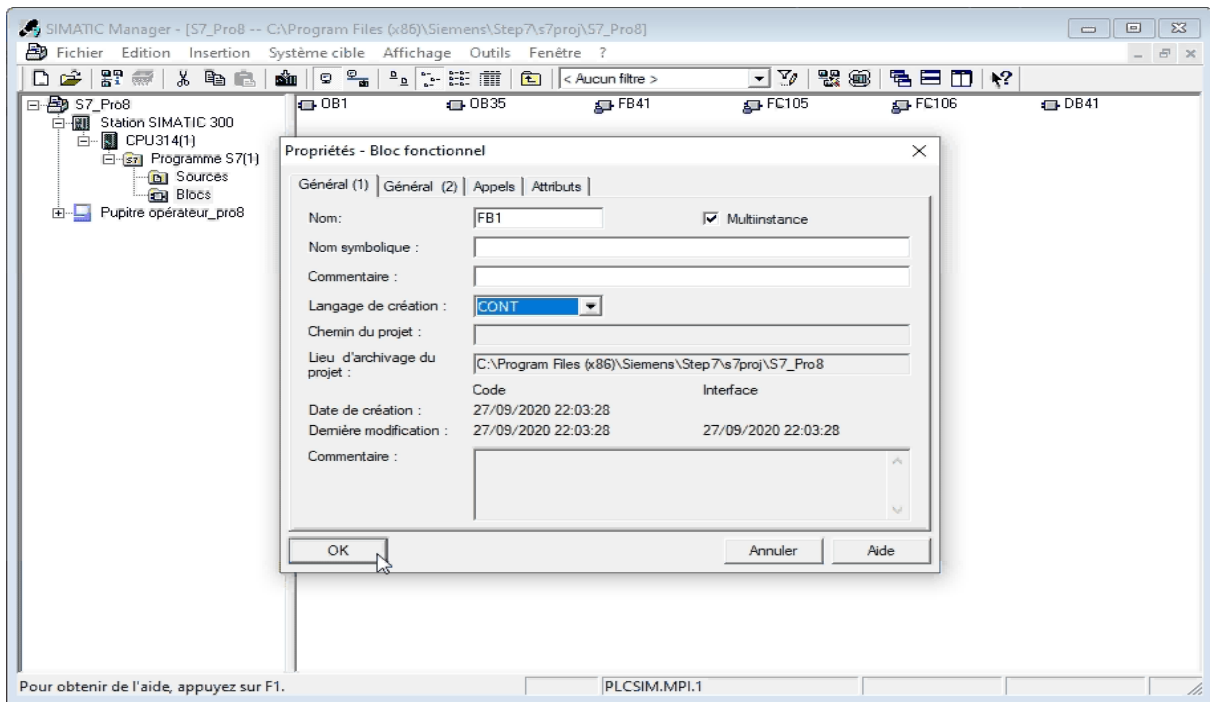 SIMATIC Manager - [S7_Pro8 -- C:\Program Files (x86)\Siemens\Step7\s7proj\S7_Pro8]
Fichier Edition Insertion Système cible Affichage Outils Fenêtre ?
< Aucun filtre >
S7_Pro8
Station SIMATIC 300
CPU314(1)
Programme S7(1)
Sources
Blocs
Pupitre opérateur_pro8
OB1 OB35 FB41 FC105 FC106 DB41
Propriétés - Bloc fonctionnel
Général (1) Général (2) Appels Attributs
Nom: FB1 Multiinstance
Nom symbolique :
Commentaire :
Langage de création : CONT
Chemin du projet :
Lieu d'archivage du
projet : C:\Program Files (x86)\Siemens\Step7\s7proj\S7_Pro8
Code Interface
Date de création : 27/09/2020 22:03:28
Dernière modification : 27/09/2020 22:03:28 27/09/2020 22:03:28
Commentaire :
OK Annuler Aide
Pour obtenir de l'aide, appuyez sur F1. PLCSIM.MPI.1